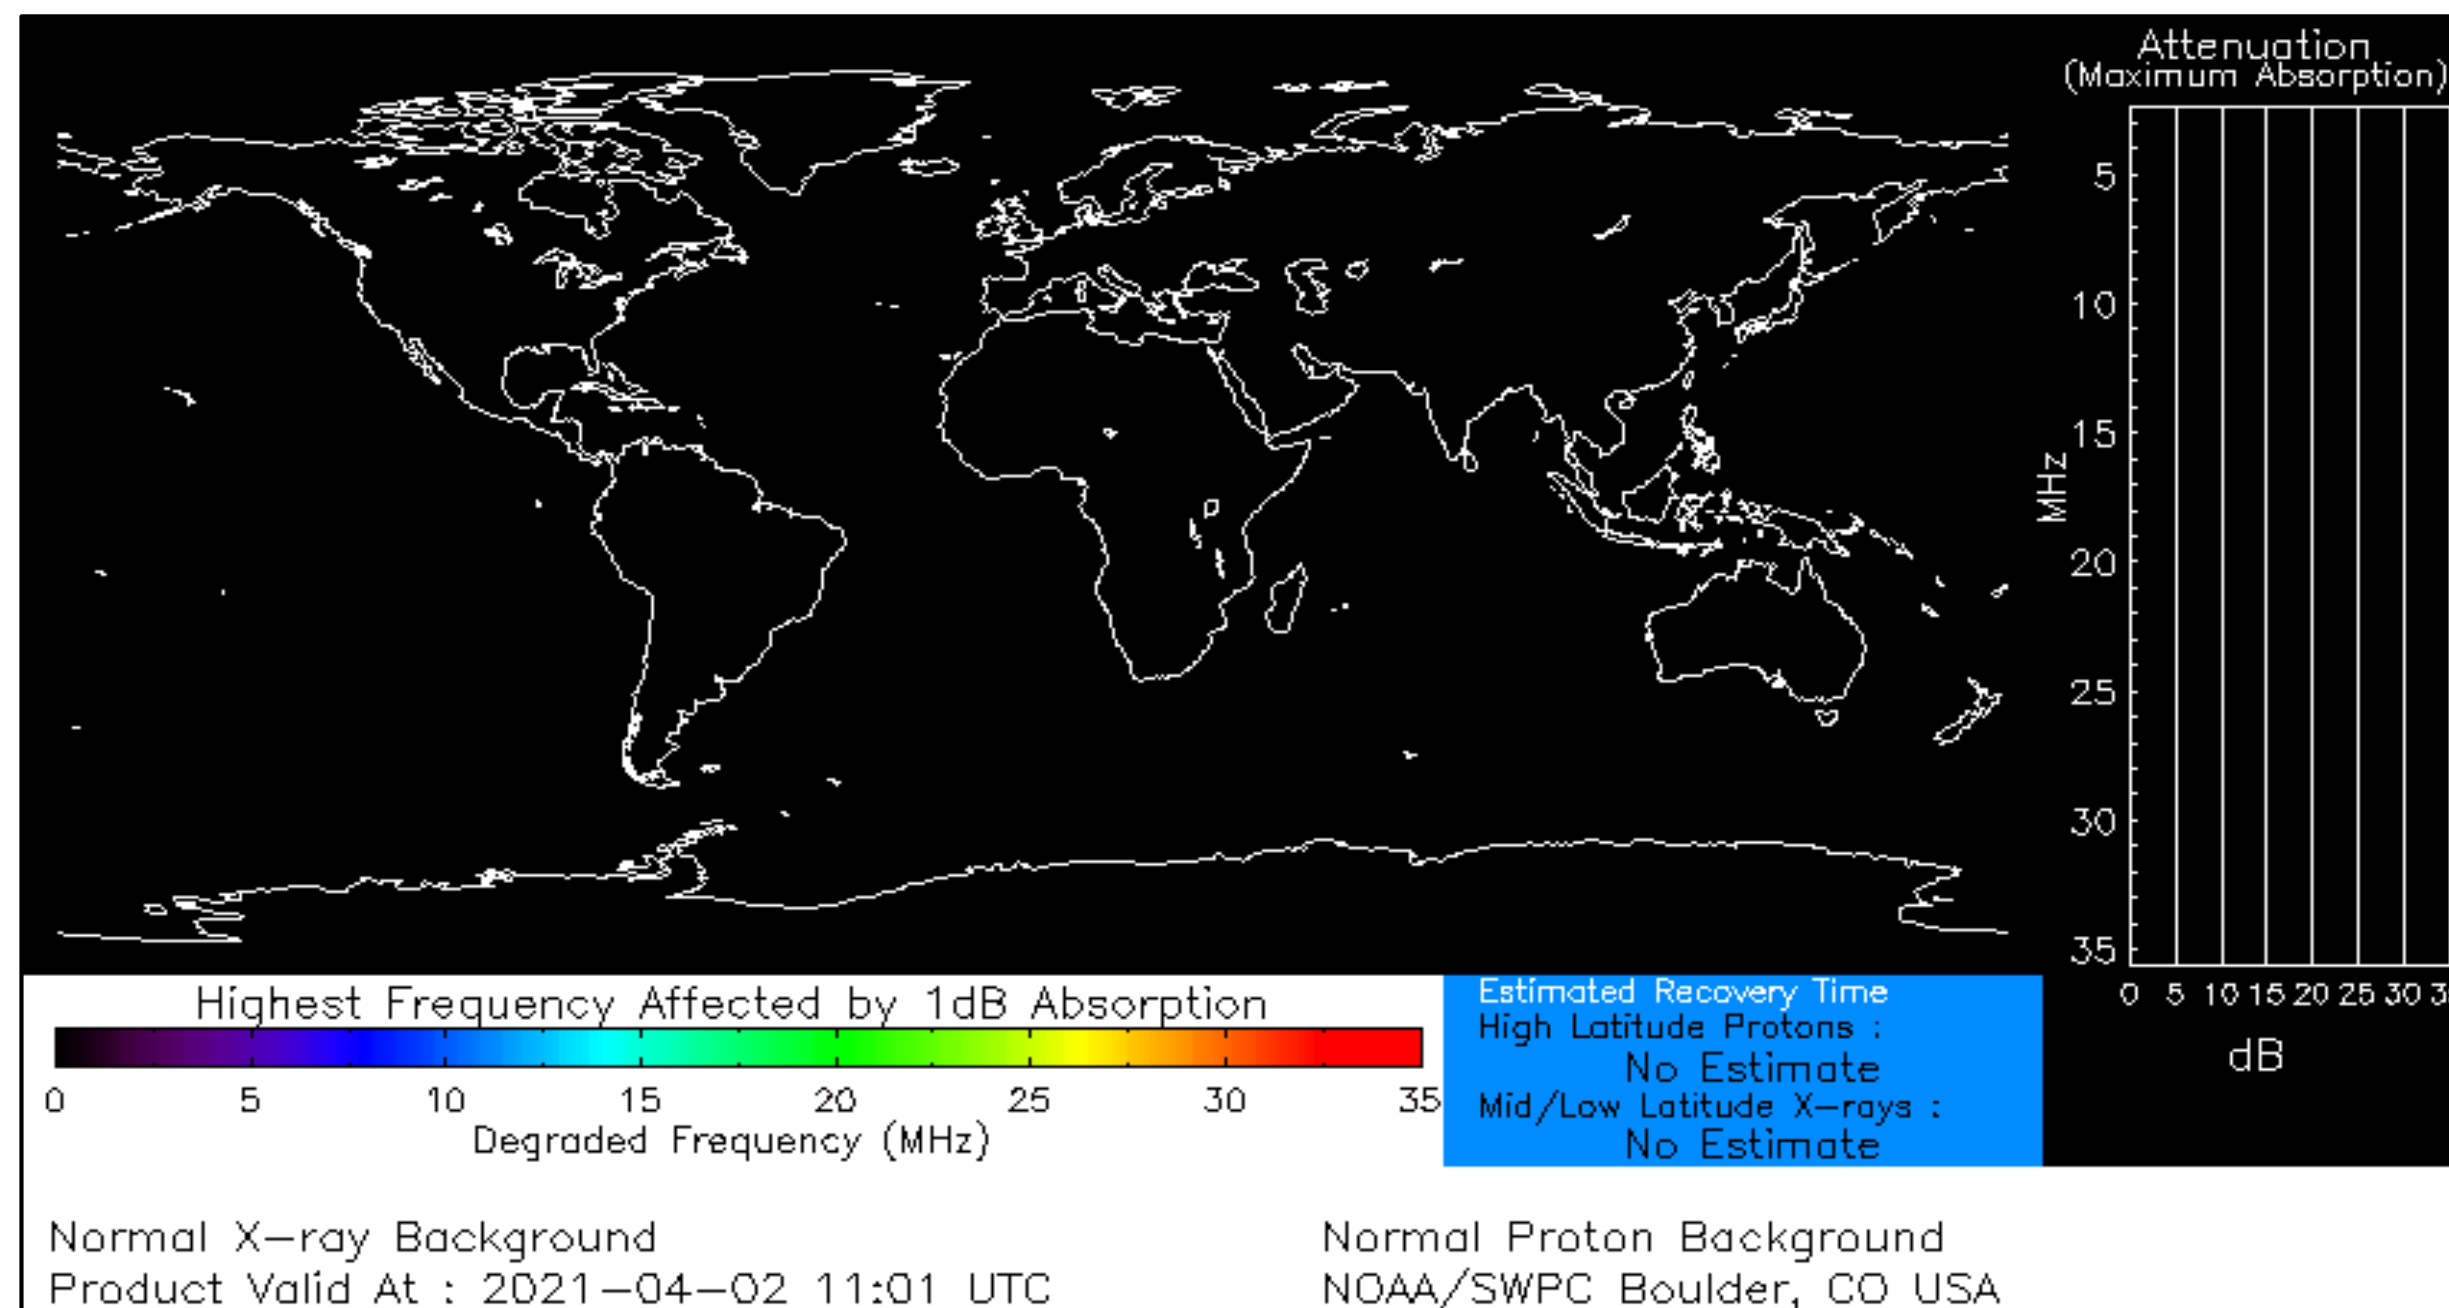 Attenuation
(Maximum Absorption)
5
10
15
MHz
20
25
30
35
0 5 10 15 20 25 30
dB
Highest Frequency Affected by 1dB Absorption
0 5 10 15 20 25 30 35
Degraded Frequency (MHz)
Estimated Recovery Time
High Latitude Protons :
No Estimate
Mid/Low Latitude X-rays :
No Estimate
Normal X-ray Background
Normal Proton Background
Product Valid At : 2021-04-02 11:01 UTC
NOAA/SWPC Boulder, CO USA